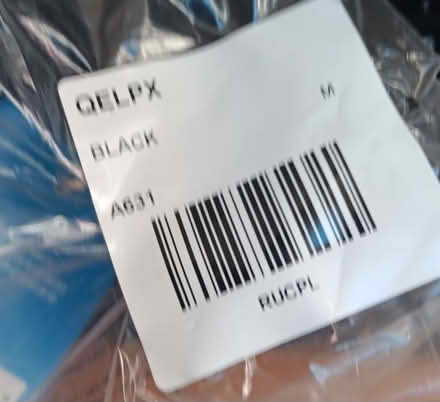 QELPX
M
BLACK
A631
RUCPL